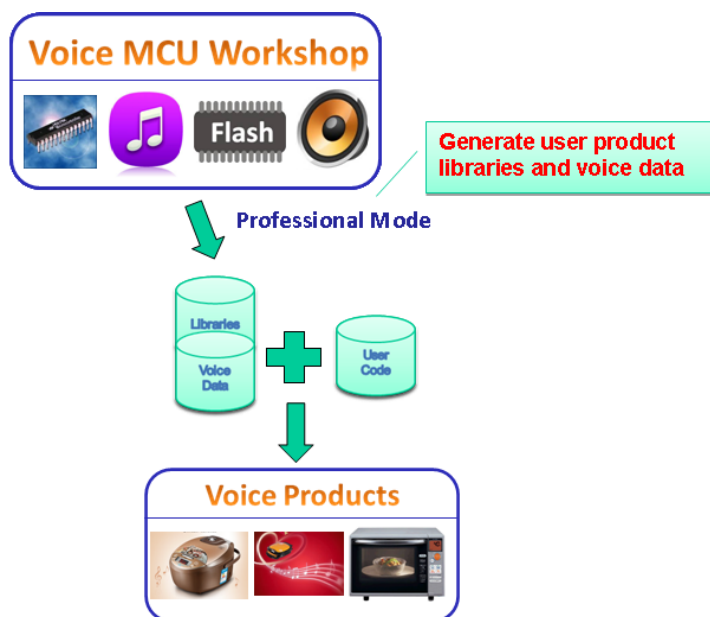 Voice MCU Workshop
Flash
Generate user product
libraries and voice data
Professional Mode
Libraries
Voice
Data
User
Code
Voice Products